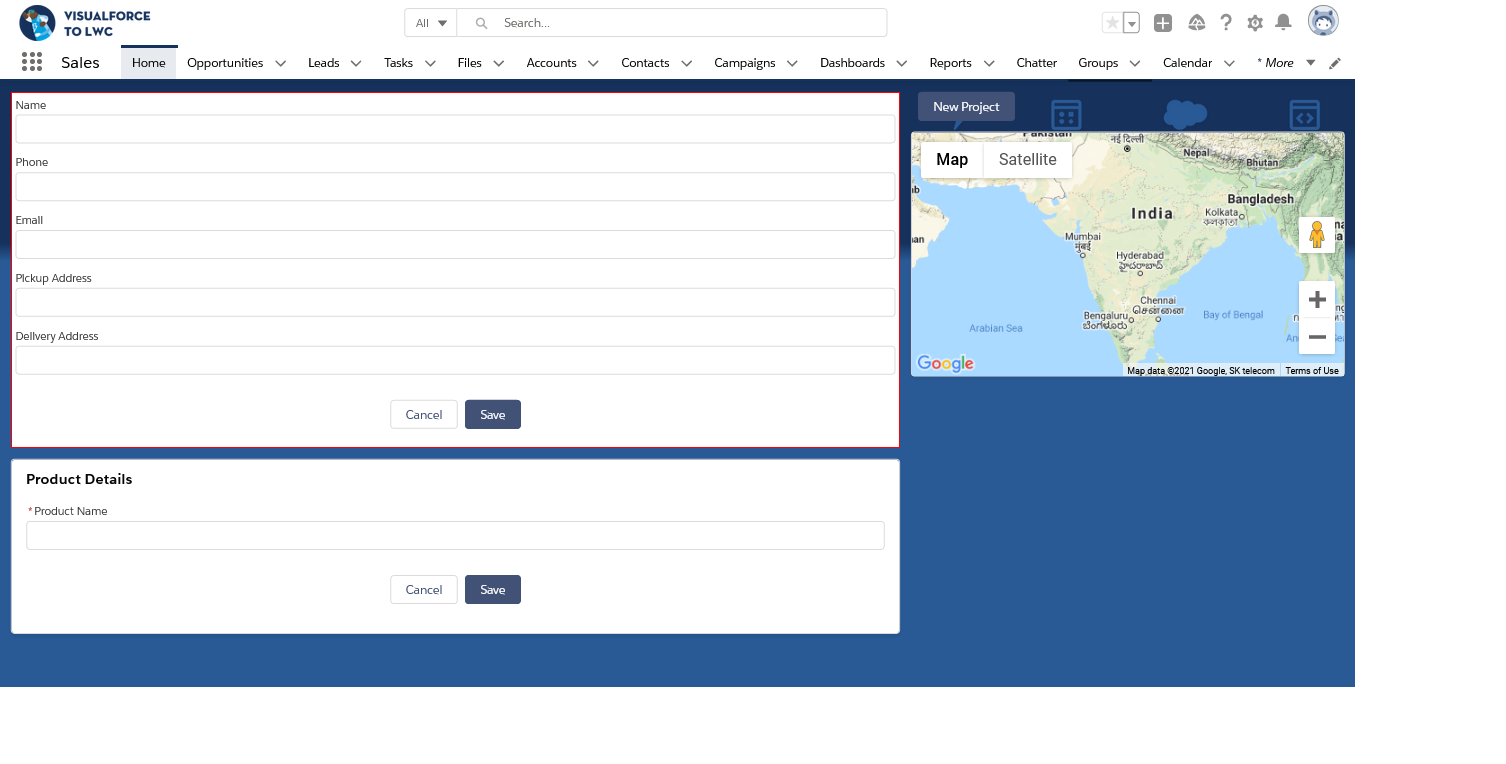 VISUALFORCE
TO LWC
All
Search...
Sales
Home Opportunities Leads Tasks Files Accounts Contacts Campaigns Dashboards Reports Chatter Groups Calendar * More
Name
Phone
Email
Pickup Address
Delivery Address
Cancel Save
Product Details
* Product Name
Cancel Save
New Project
Map Satellite
Pakistan
नई दिल्ली
Nepal
Bhutan
Bangladesh
India
Kolkata
Mumbai
मुंबई
Hyderabad
Chennai
சென்னை
Bengaluru
ಬೆಂಗಳೂರು
Arabian Sea
Bay of Bengal
Google
Map data ©2021 Google, SK telecom Terms of Use